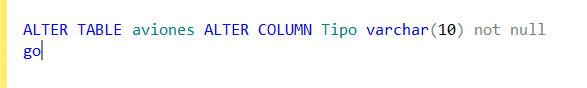 ALTER TABLE aviones ALTER COLUMN Tipo varchar(10) not null
go